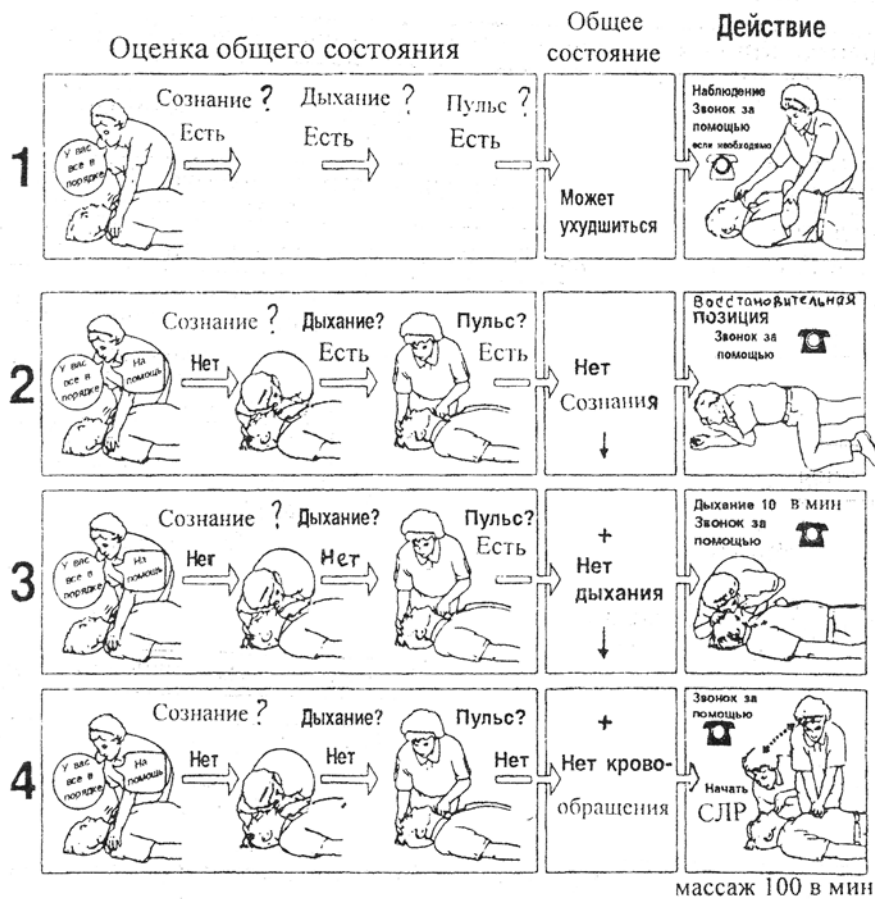 Оценка общего состояния
Общее
состояние
Действие
1
У вас
все в
порядке
Сознание ?
Есть
Дыхание ?
Есть
Пульс ?
Есть
Может
ухудшиться
Наблюдение
Звонок за
помощью
если необходимо
2
У вас
все в
порядке
На
помощь
Сознание ?
Нет
Дыхание?
Есть
Пульс?
Есть
Нет
Сознания
Восстановительная
ПОЗИЦИЯ
Звонок за
помощью
3
У вас
все в
порядке
На
помощь
Сознание ?
Нет
Дыхание?
Нет
Пульс?
Есть
+
Нет
дыхания
Дыхание 10 в мин
Звонок за
помощью
4
У вас
все в
порядке
На
помощь
Сознание ?
Нет
Дыхание?
Нет
Пульс?
Нет
+
Нет крово-
обращения
Звонок за
помощью
Начать
СЛР
массаж 100 в мин